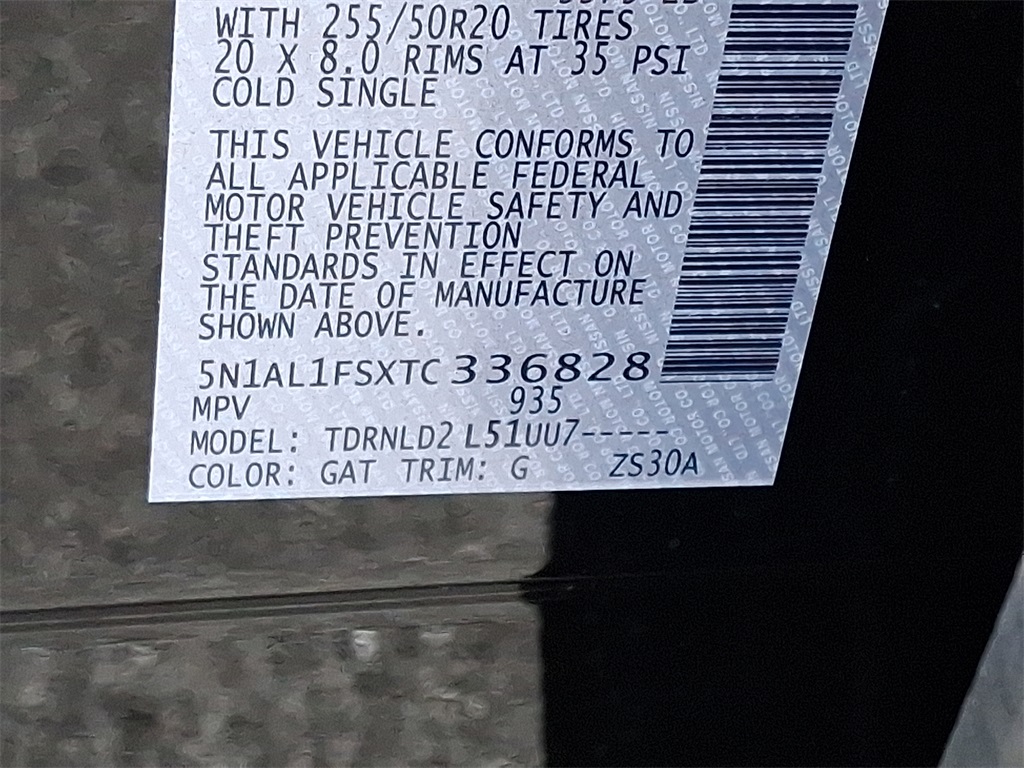 WITH 255/50R20 TIRES
20 X 8.0 RIMS AT 35 PSI
COLD SINGLE
THIS VEHICLE CONFORMS TO
ALL APPLICABLE FEDERAL
MOTOR VEHICLE SAFETY AND
THEFT PREVENTION
STANDARDS IN EFFECT ON
THE DATE OF MANUFACTURE
SHOWN ABOVE.
5N1AL1FSXTC336828
MPV 935
MODEL: TDRNLD2 L51UU7-----
COLOR: GAT TRIM: G ZS30A